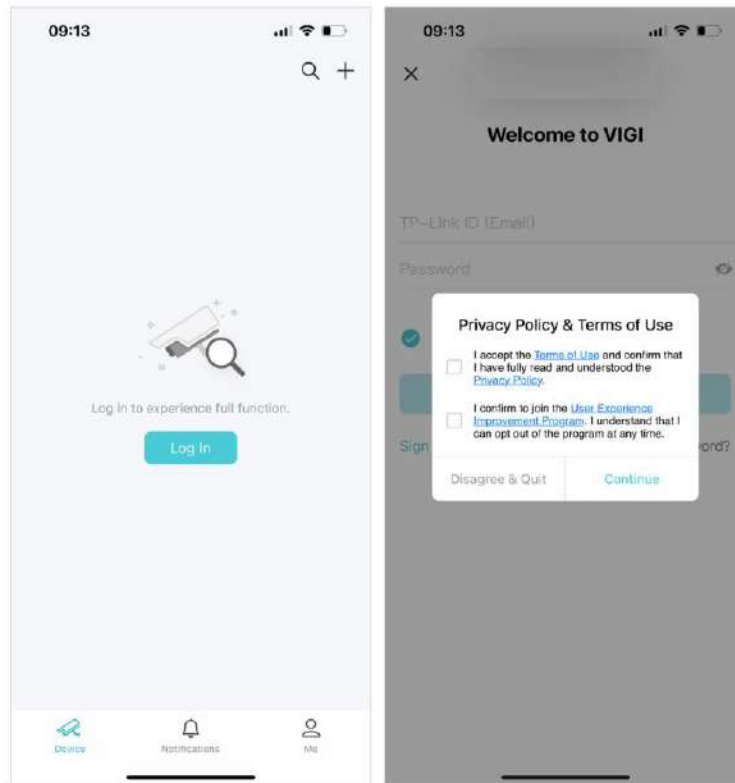 09:13
Log in to experience full function.
Log In
Device
Notifications
Me
09:13
Welcome to VIGI
TP-Link ID (Email)
Password
Privacy Policy & Terms of Use
I accept the Terms of Use and confirm that
I have fully read and understood the
Privacy Policy.
I confirm to join the User Experience
Improvement Program. I understand that I
can opt out of the program at any time.
Sign
word?
Disagree & Quit
Continue